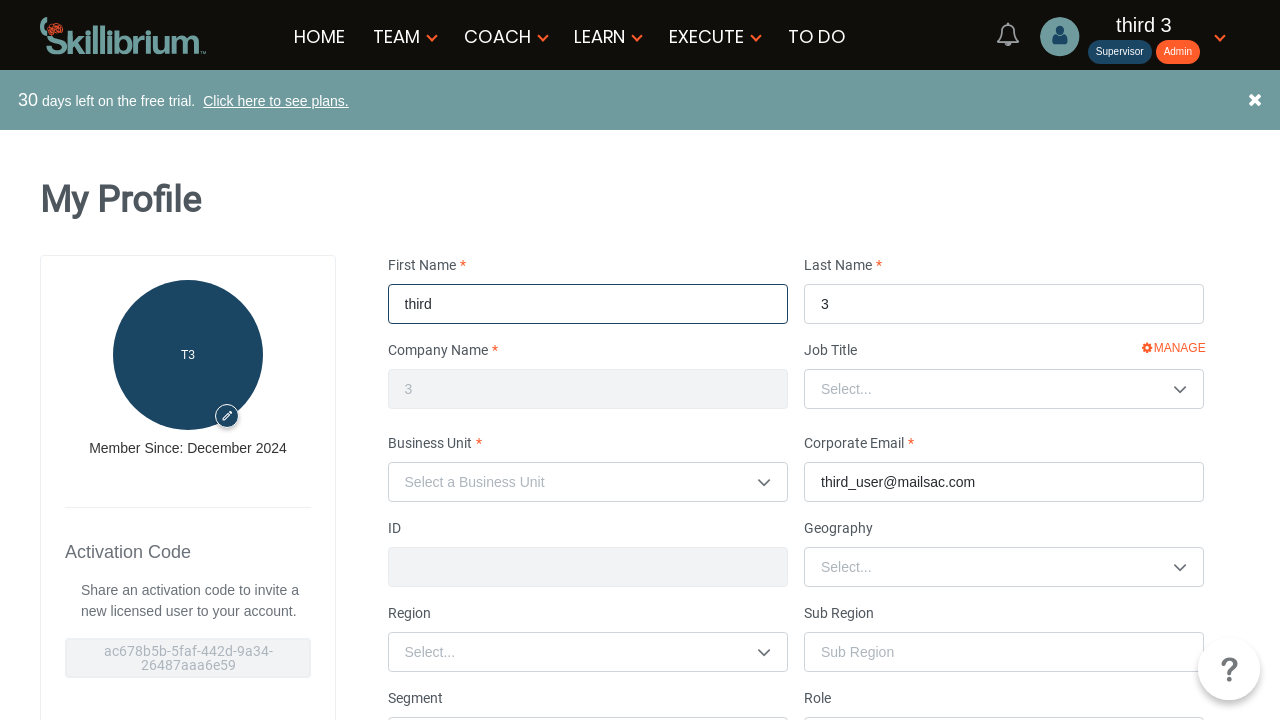 Skillibrium™
HOME TEAM COACH LEARN EXECUTE TO DO
third 3
Supervisor Admin
30 days left on the free trial. Click here to see plans.
My Profile
T3
Member Since: December 2024
Activation Code
Share an activation code to invite a
new licensed user to your account.
ac678b5b-5faf-442d-9a34-
26487aaa6e59
First Name *
third
Last Name *
3
Company Name *
3
Job Title
MANAGE
Select...
Business Unit *
Select a Business Unit
Corporate Email *
third_user@mailsac.com
ID
Geography
Select...
Region
Select...
Sub Region
Sub Region
Segment
Role
?